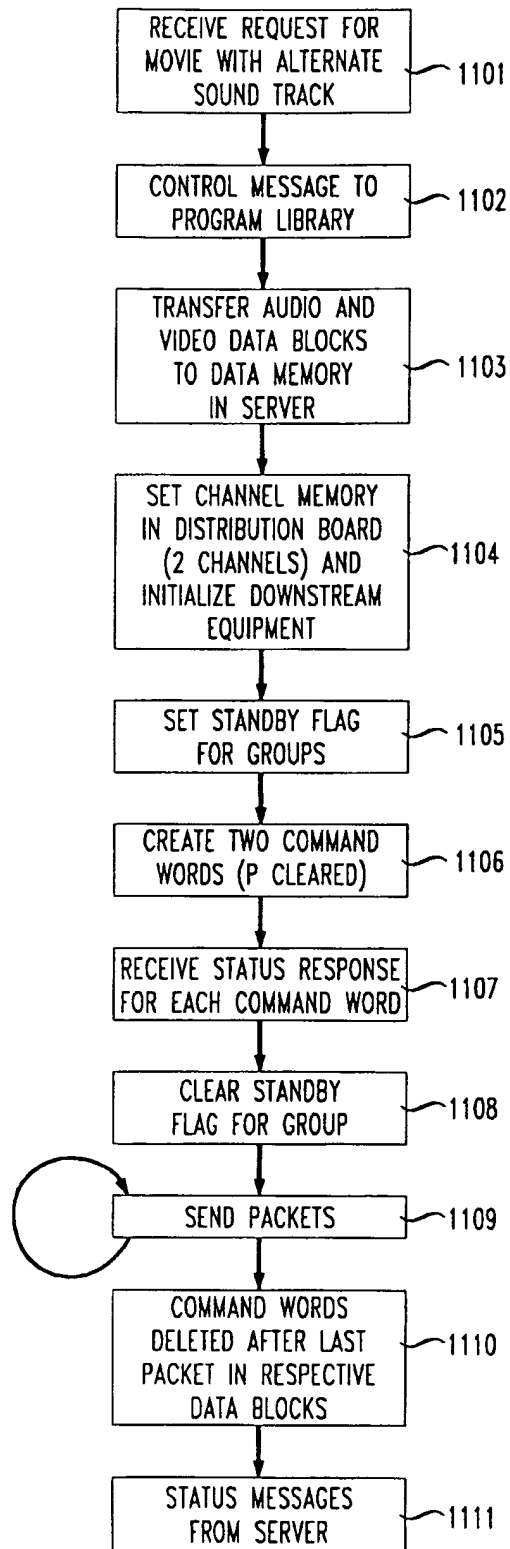 RECEIVE REQUEST FOR
MOVIE WITH ALTERNATE
SOUND TRACK
1101
CONTROL MESSAGE TO
PROGRAM LIBRARY
1102
TRANSFER AUDIO AND
VIDEO DATA BLOCKS
TO DATA MEMORY
IN SERVER
1103
SET CHANNEL MEMORY
IN DISTRIBUTION BOARD
(2 CHANNELS) AND
INITIALIZE DOWNSTREAM
EQUIPMENT
1104
SET STANDBY FLAG
FOR GROUPS
1105
CREATE TWO COMMAND
WORDS (P CLEARED)
1106
RECEIVE STATUS RESPONSE
FOR EACH COMMAND WORD
1107
CLEAR STANDBY
FLAG FOR GROUP
1108
SEND PACKETS
1109
COMMAND WORDS
DELETED AFTER LAST
PACKET IN RESPECTIVE
DATA BLOCKS
1110
STATUS MESSAGES
FROM SERVER
1111